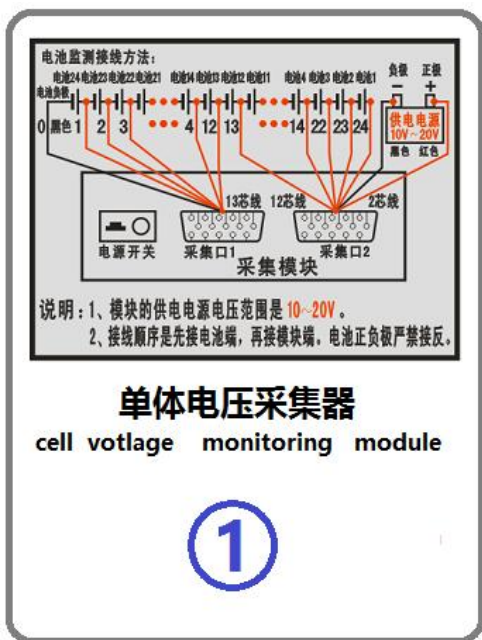 电池监测接线方法:
电池24电池23电池22电池21 电池14电池13电池12电池11 电池4电池3电池2电池1 负极 正极
电池负极 − +
供电电源
10V~20V
0 黑色 1 2 3 4 12 13 14 22 23 24 黑色 红色
13芯线 12芯线 2芯线
电源开关 采集口1 采集口2
采集模块
说明:1、模块的供电电源电压范围是10~20V。
2、接线顺序是先接电池端,再接模块端。电池正负极严禁接反。
单体电压采集器
cell votlage monitoring module
1